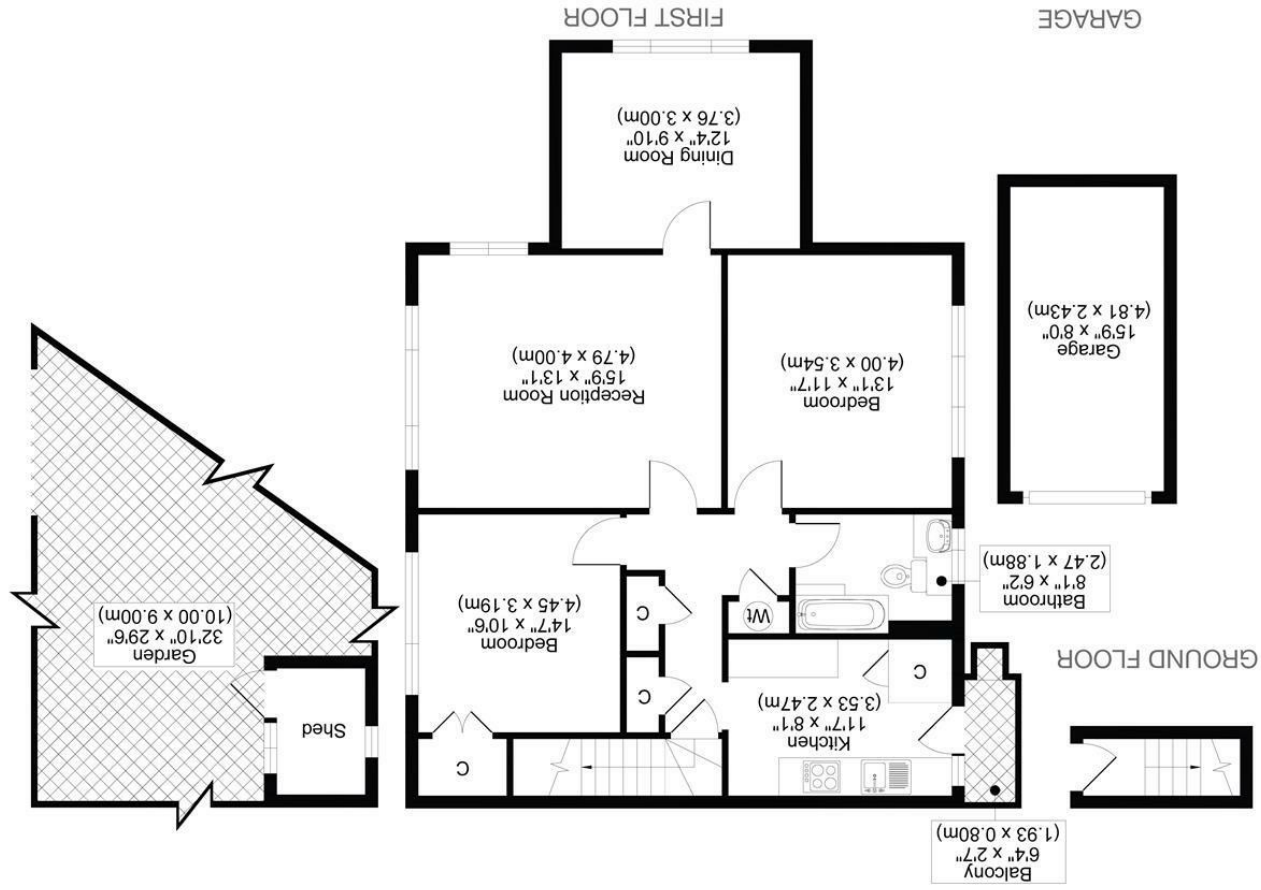 Balcony
6'4" x 2'7"
(1.93 x 0.80m)
GROUND FLOOR
Kitchen
11'7" x 8'1"
(3.53 x 2.47m)
C
C
C
C
Wt
Shed
Garden
32'10" x 29'6"
(10.00 x 9.00m)
Bathroom
8'1" x 6'2"
(2.47 x 1.88m)
Bedroom
14'7" x 10'6"
(4.45 x 3.19m)
Garage
15'9" x 8'0"
(4.81 x 2.43m)
Bedroom
13'1" x 11'7"
(4.00 x 3.54m)
Reception Room
15'9" x 13'1"
(4.79 x 4.00m)
Dining Room
12'4" x 9'10"
(3.76 x 3.00m)
GARAGE
FIRST FLOOR